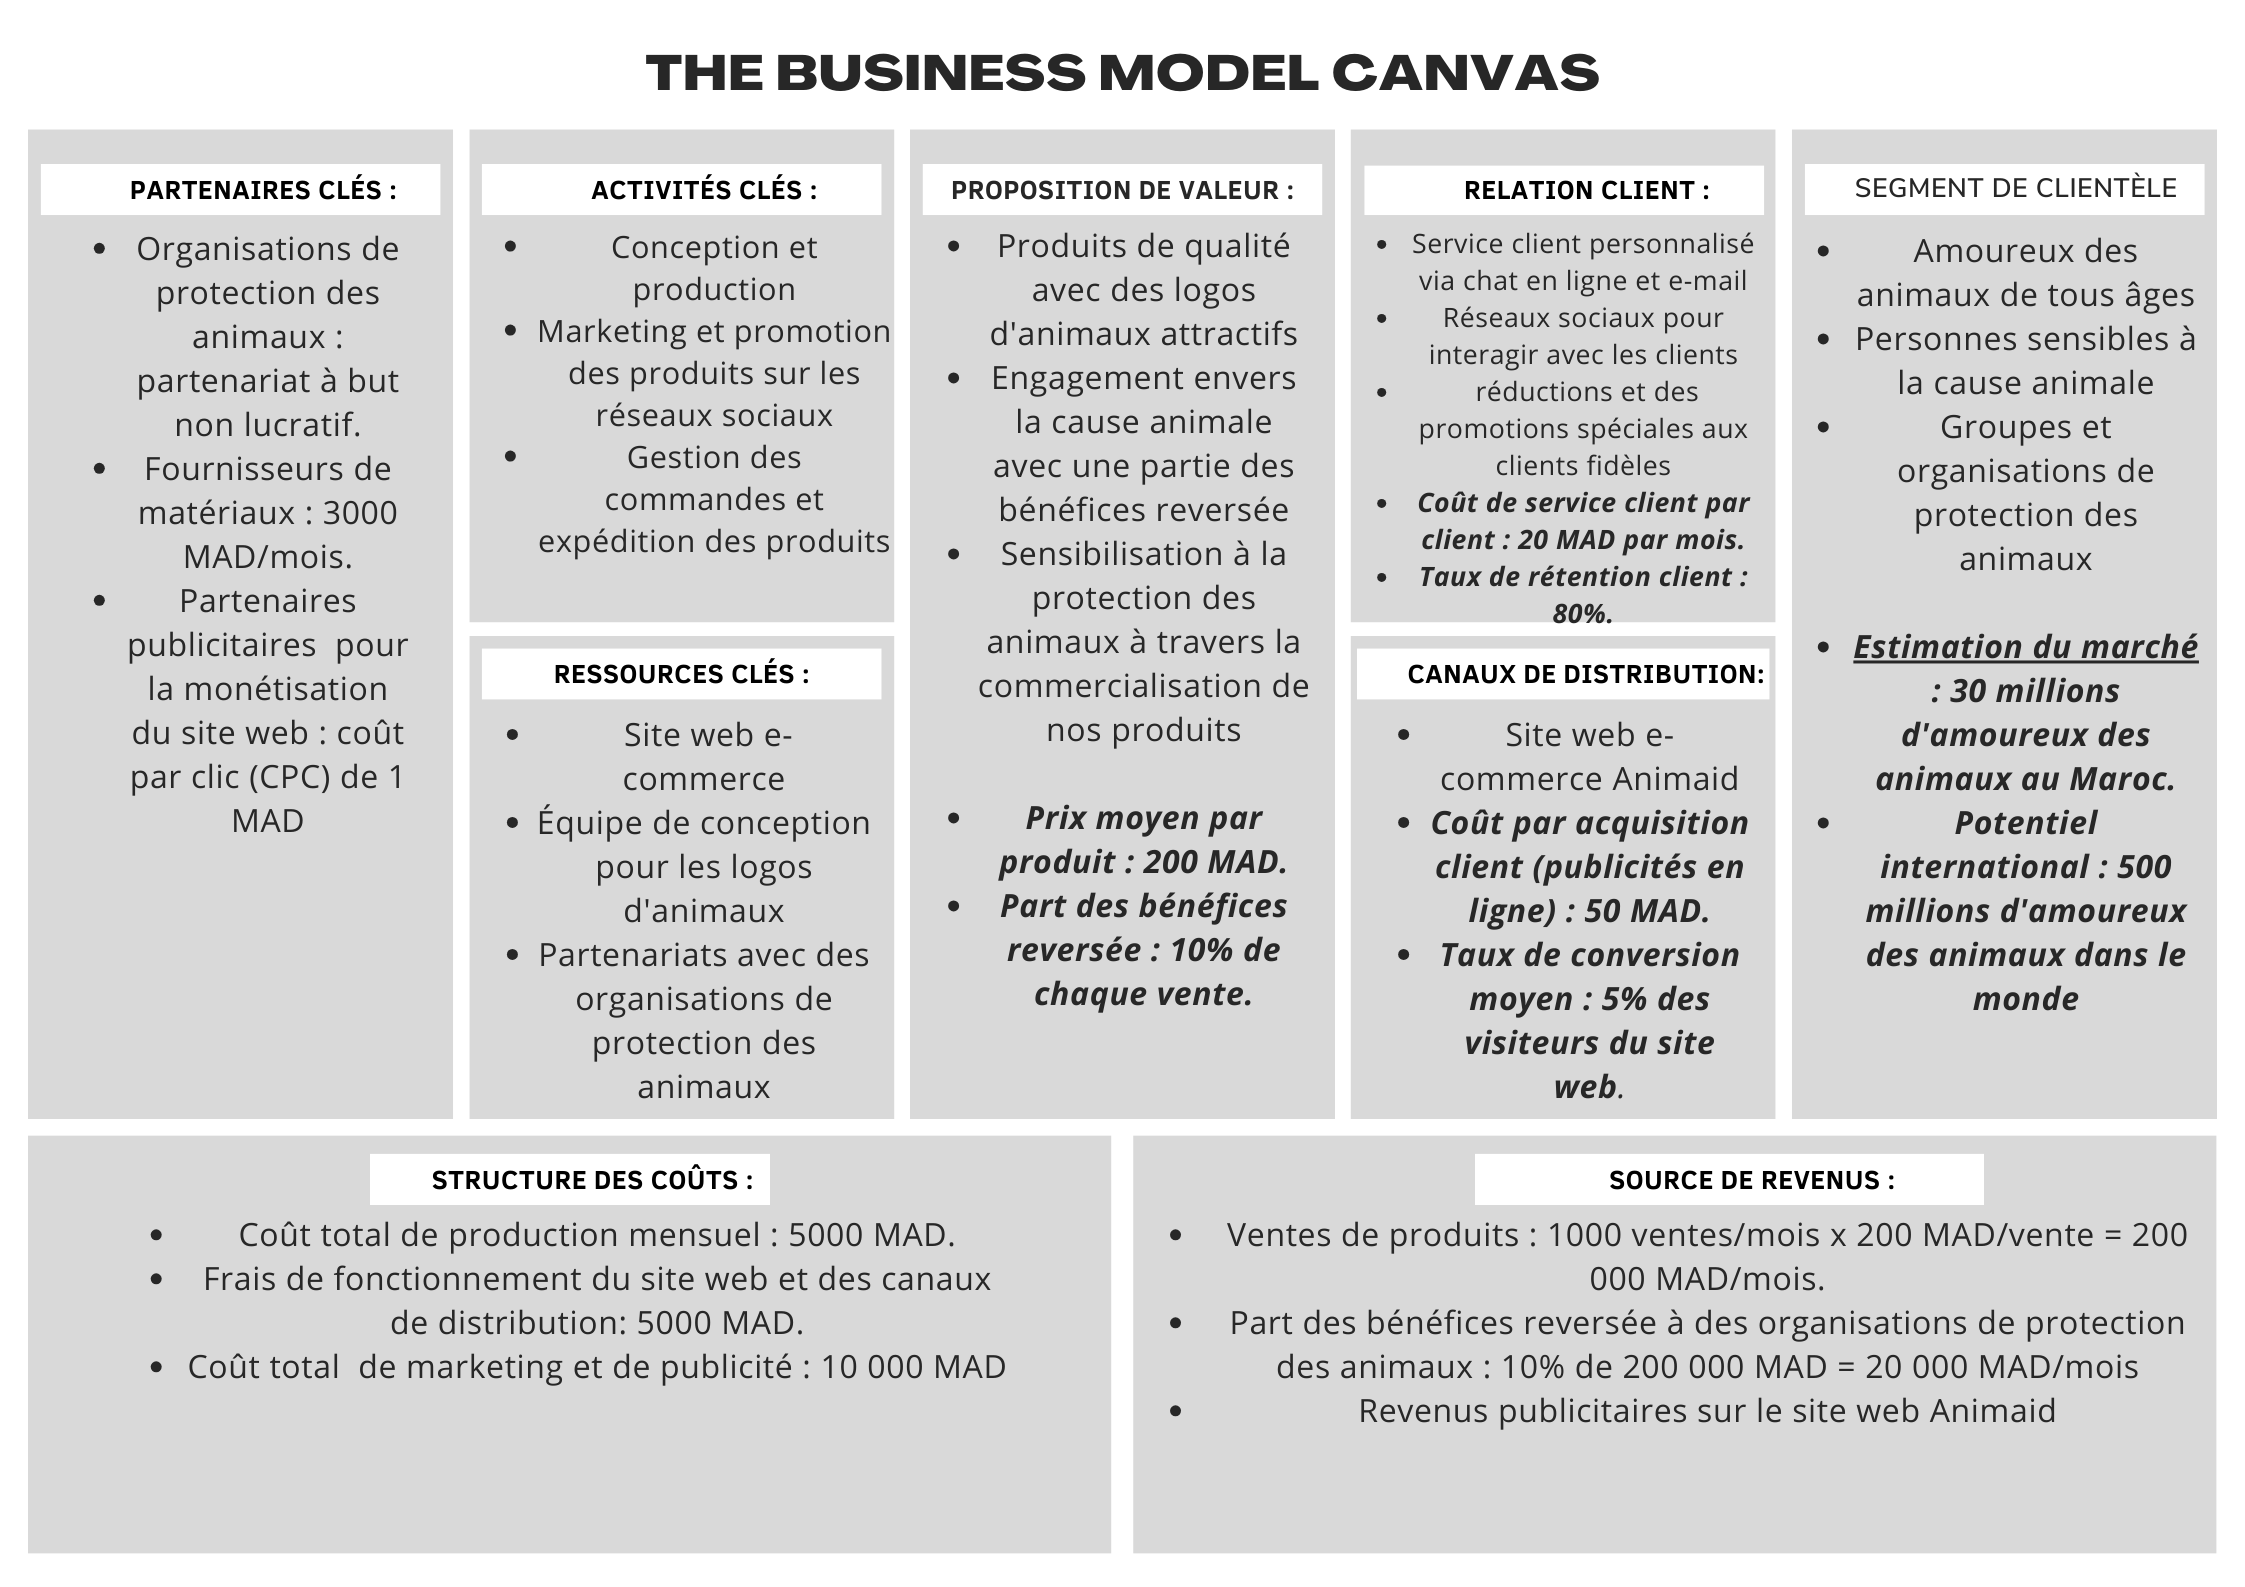 THE BUSINESS MODEL CANVAS
PARTENAIRES CLÉS :
• Organisations de
protection des
animaux :
partenariat à but
non lucratif.
• Fournisseurs de
matériaux : 3000
MAD/mois.
• Partenaires
publicitaires  pour
la monétisation
du site web : coût
par clic (CPC) de 1
MAD
ACTIVITÉS CLÉS :
• Conception et
production
• Marketing et promotion
des produits sur les
réseaux sociaux
• Gestion des
commandes et
expédition des produits
RESSOURCES CLÉS :
• Site web e-
commerce
• Équipe de conception
pour les logos
d'animaux
• Partenariats avec des
organisations de
protection des
animaux
PROPOSITION DE VALEUR :
• Produits de qualité
avec des logos
d'animaux attractifs
• Engagement envers
la cause animale
avec une partie des
bénéfices reversée
• Sensibilisation à la
protection des
animaux à travers la
commercialisation de
nos produits
• Prix moyen par
produit : 200 MAD.
• Part des bénéfices
reversée : 10% de
chaque vente.
RELATION CLIENT :
• Service client personnalisé
via chat en ligne et e-mail
• Réseaux sociaux pour
interagir avec les clients
• réductions et des
promotions spéciales aux
clients fidèles
• Coût de service client par
client : 20 MAD par mois.
• Taux de rétention client :
80%.
CANAUX DE DISTRIBUTION:
• Site web e-
commerce Animaid
• Coût par acquisition
client (publicités en
ligne) : 50 MAD.
• Taux de conversion
moyen : 5% des
visiteurs du site
web.
SEGMENT DE CLIENTÈLE
• Amoureux des
animaux de tous âges
• Personnes sensibles à
la cause animale
• Groupes et
organisations de
protection des
animaux
• Estimation du marché
: 30 millions
d'amoureux des
animaux au Maroc.
• Potentiel
international : 500
millions d'amoureux
des animaux dans le
monde
STRUCTURE DES COÛTS :
• Coût total de production mensuel : 5000 MAD.
• Frais de fonctionnement du site web et des canaux
de distribution: 5000 MAD.
• Coût total  de marketing et de publicité : 10 000 MAD
SOURCE DE REVENUS :
• Ventes de produits : 1000 ventes/mois x 200 MAD/vente = 200
000 MAD/mois.
• Part des bénéfices reversée à des organisations de protection
des animaux : 10% de 200 000 MAD = 20 000 MAD/mois
• Revenus publicitaires sur le site web Animaid